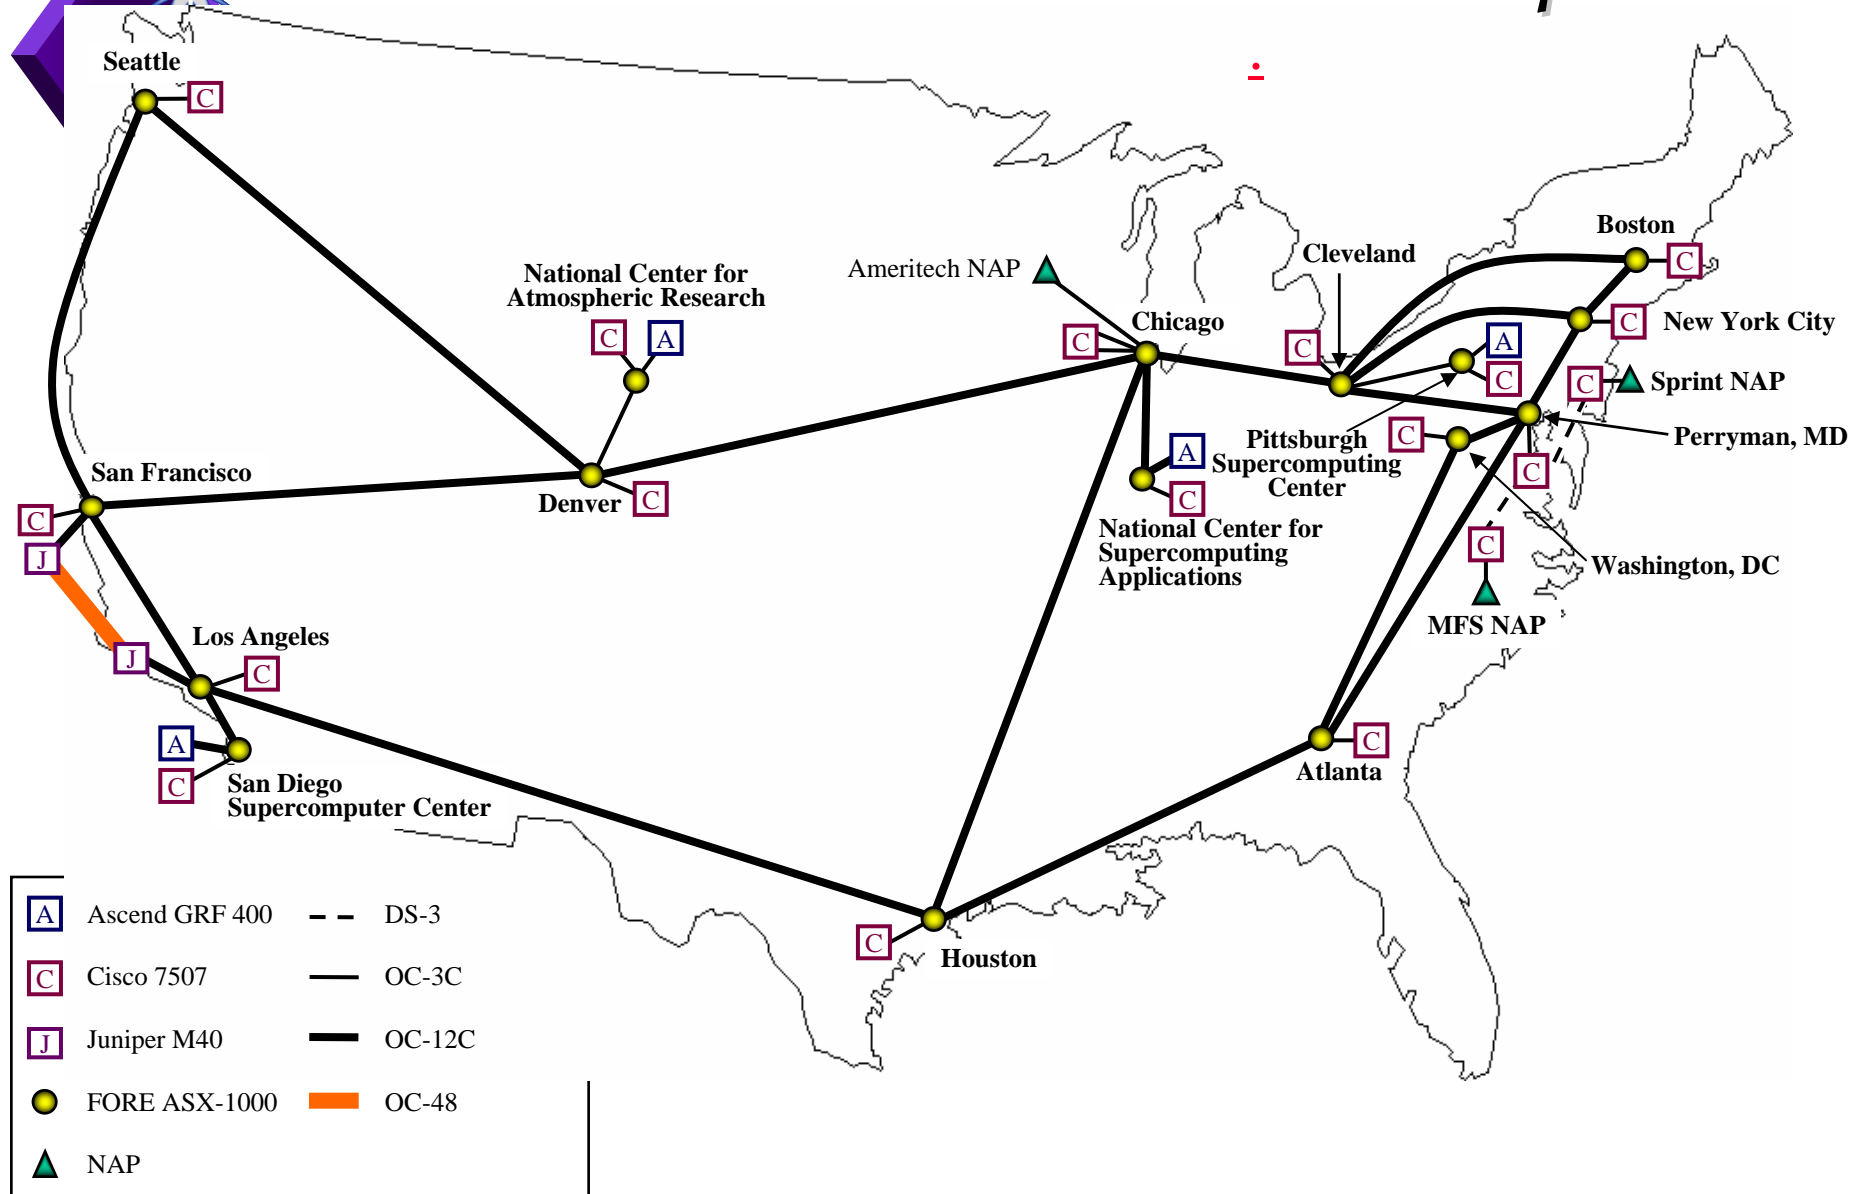 Seattle
C
National Center for
Atmospheric Research
C
A
Ameritech NAP
Chicago
C
Cleveland
C
Boston
C
New York City
C
A
C
Sprint NAP
C
Perryman, MD
C
Pittsburgh
Supercomputing
Center
C
Washington, DC
C
MFS NAP
San Francisco
C
J
Denver
C
A
C
National Center for
Supercomputing
Applications
Los Angeles
J
C
A
C
San Diego
Supercomputer Center
Atlanta
C
C
Houston
A Ascend GRF 400 DS-3
C Cisco 7507 OC-3C
J Juniper M40 OC-12C
FORE ASX-1000 OC-48
NAP